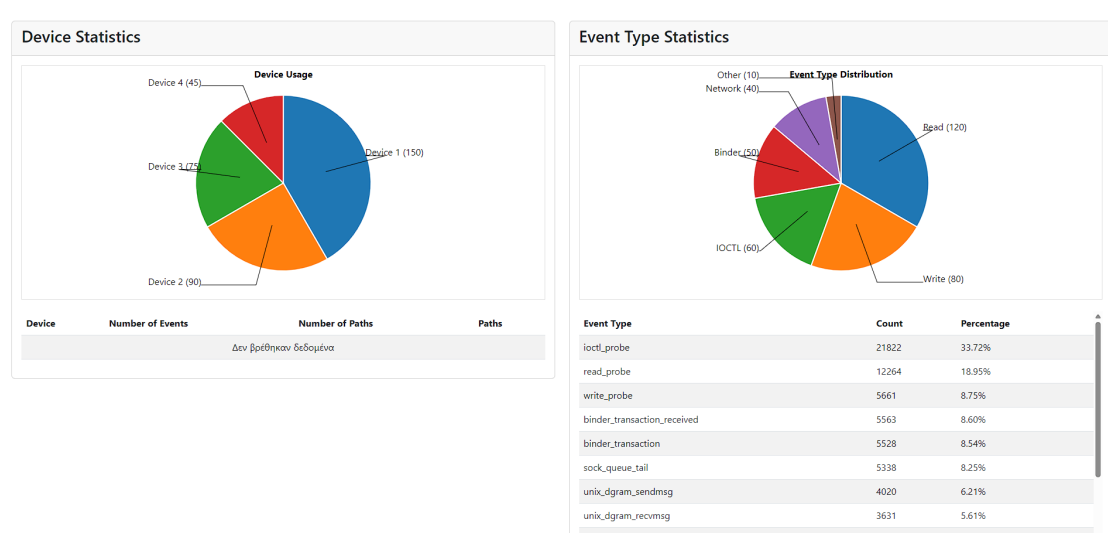 Device Statistics
Device Usage
Device 4 (45)
Device 1 (150)
Device 3 (75)
Device 2 (90)
Device Number of Events Number of Paths Paths
Δεν βρέθηκαν δεδομένα
Event Type Statistics
Event Type Distribution
Other (10)
Network (40)
Read (120)
Binder (50)
IOCTL (60)
Write (80)
Event Type Count Percentage
ioctl_probe 21822 33.72%
read_probe 12264 18.95%
write_probe 5661 8.75%
binder_transaction_received 5563 8.60%
binder_transaction 5528 8.54%
sock_queue_tail 5338 8.25%
unix_dgram_sendmsg 4020 6.21%
unix_dgram_recvmsg 3631 5.61%